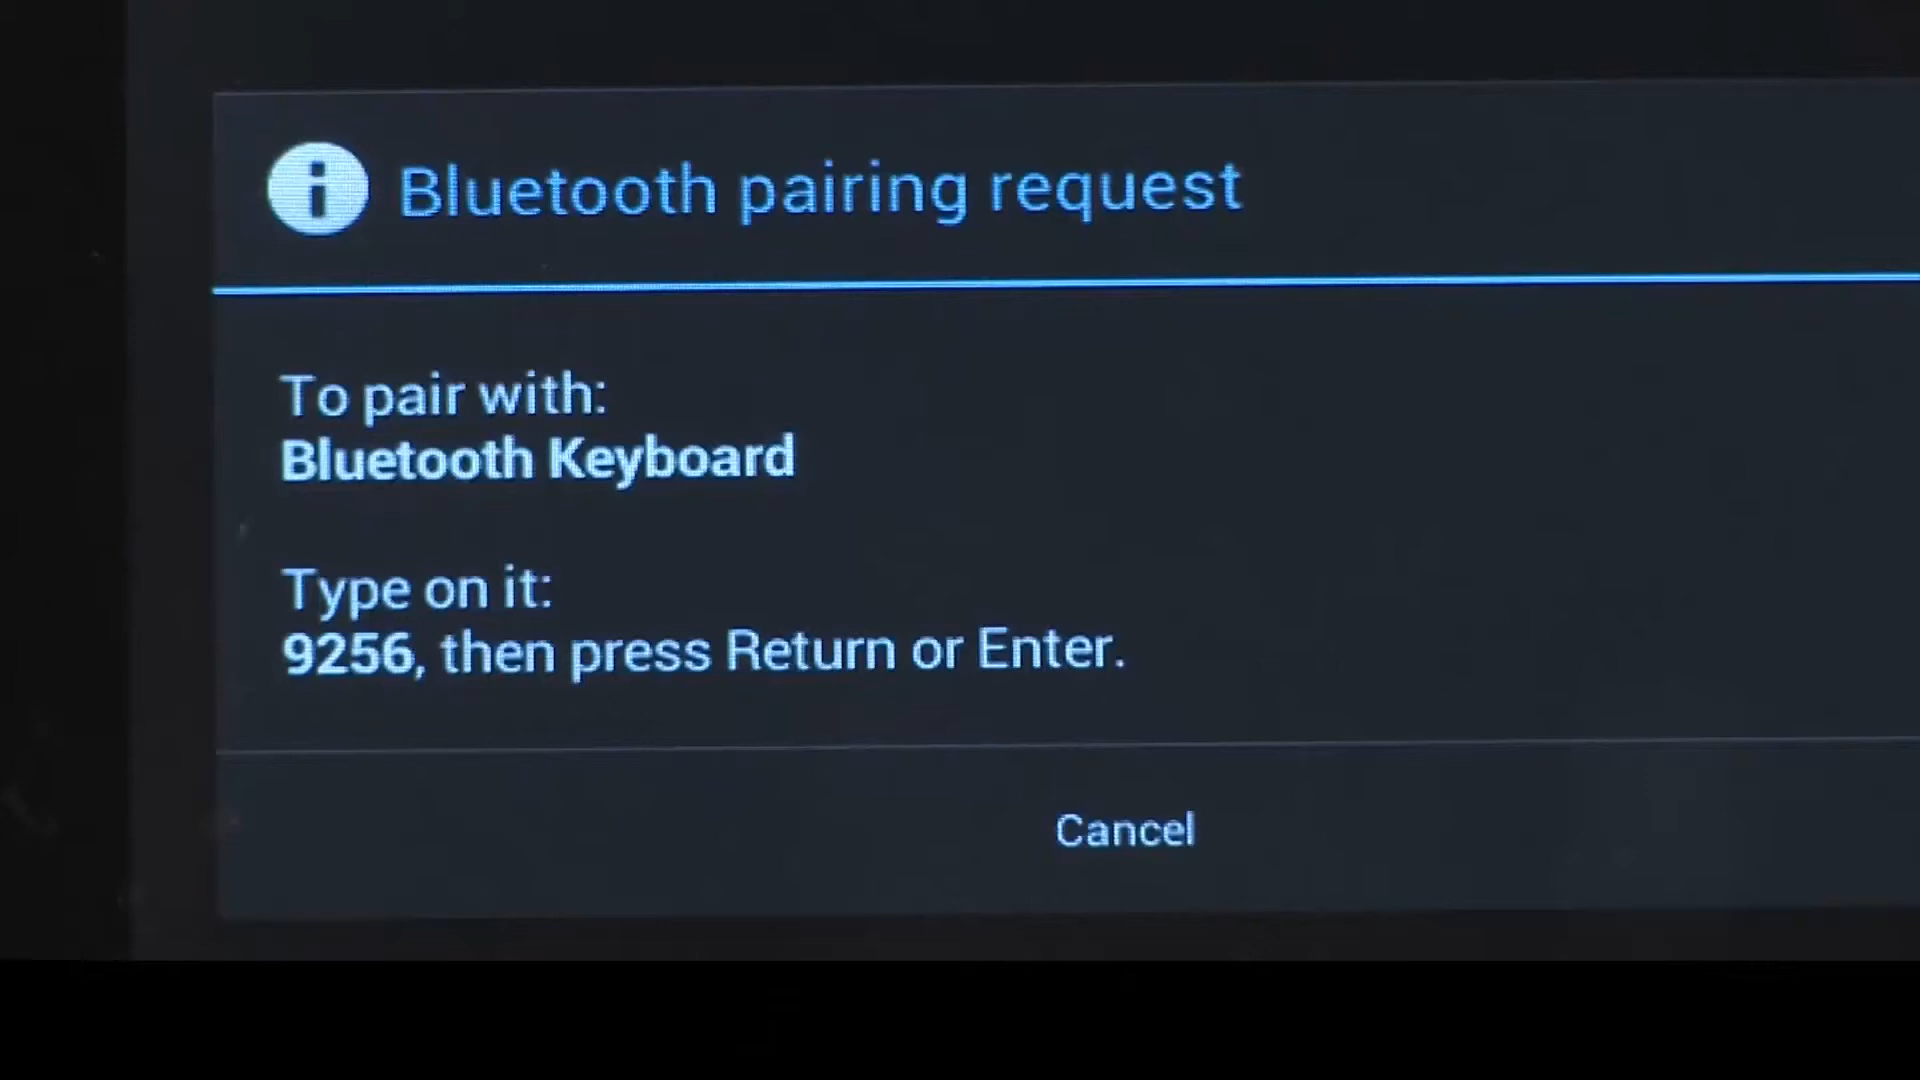 Bluetooth pairing request
To pair with:
Bluetooth Keyboard
Type on it:
9256, then press Return or Enter.
Cancel